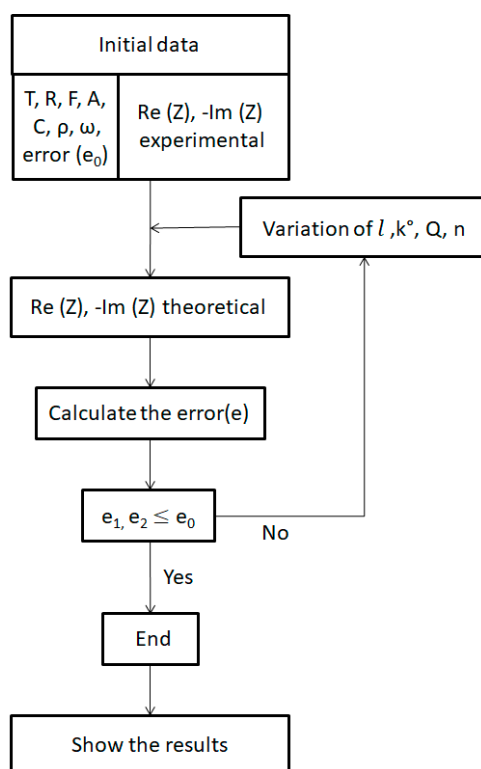 Initial data
T, R, F, A,
C, ρ, ω,
error (e₀)
Re (Z), -Im (Z)
experimental
Variation of l ,k°, Q, n
Re (Z), -Im (Z) theoretical
Calculate the error(e)
e₁, e₂ ≤ e₀
No
Yes
End
Show the results